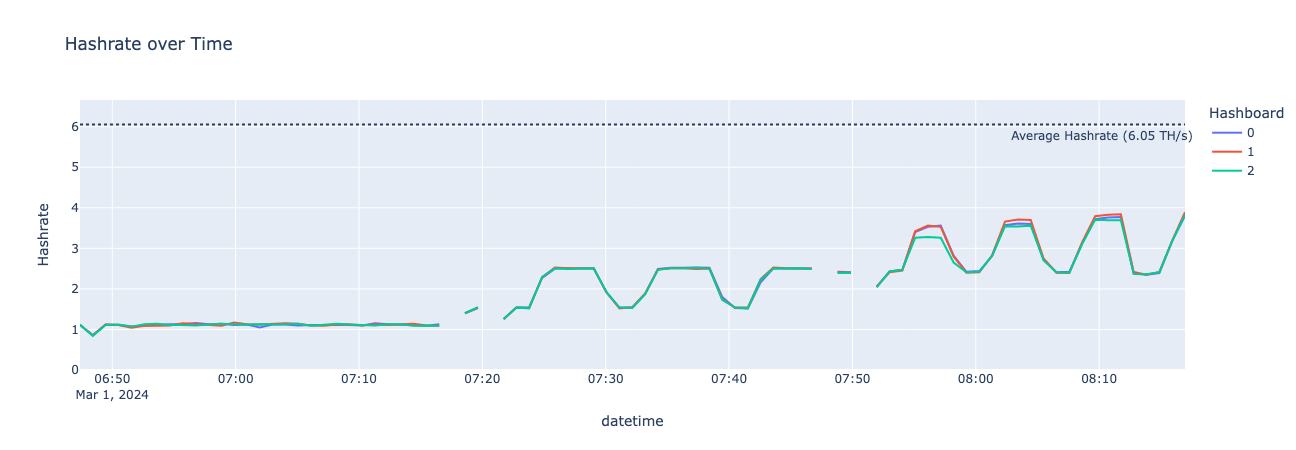 Hashrate over Time
Hashboard
0
1
2
Average Hashrate (6.05 TH/s)
Hashrate
6
5
4
3
2
1
0
06:50 07:00 07:10 07:20 07:30 07:40 07:50 08:00 08:10
Mar 1, 2024
datetime